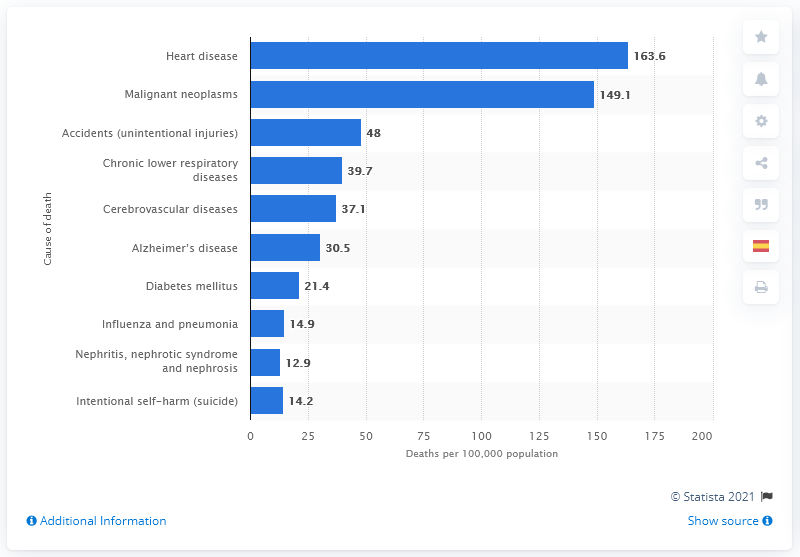 Heart disease 163.6
Malignant neoplasms 149.1
Accidents (unintentional injuries) 48
Chronic lower respiratory
diseases 39.7
Cerebrovascular diseases 37.1
Alzheimer's disease 30.5
Diabetes mellitus 21.4
Influenza and pneumonia 14.9
Nephritis, nephrotic syndrome
and nephrosis 12.9
Intentional self-harm (suicide) 14.2
Cause of death
0 25 50 75 100 125 150 175 200
Deaths per 100,000 population
© Statista 2021
Additional Information Show source